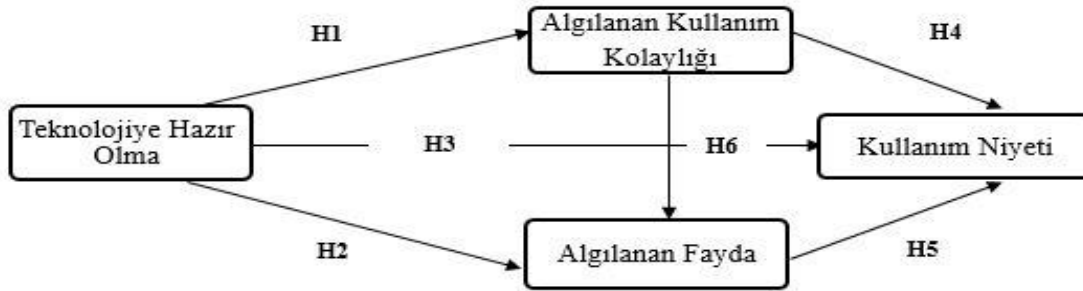 H1
Algılanan Kullanım
Kolaylığı
H4
Teknolojiye Hazır
Olma
H3
H6
Kullanım Niyeti
H2
Algılanan Fayda
H5